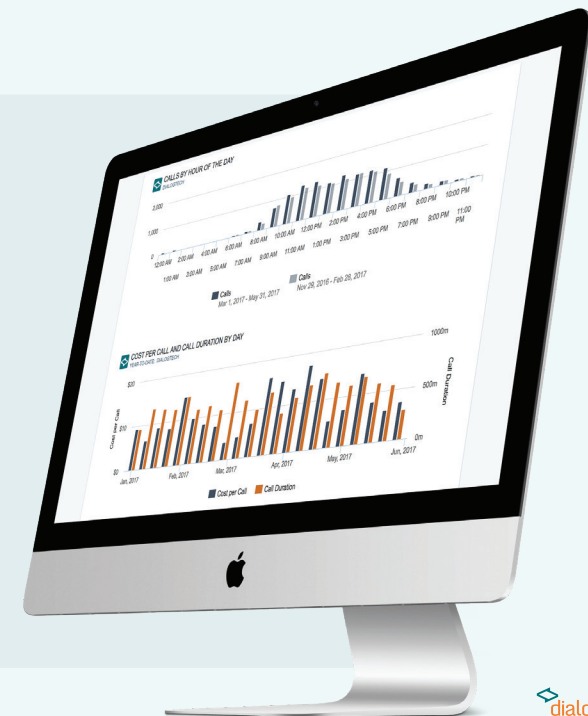 CALLS BY HOUR OF THE DAY
DIALOGTECH
2,000
1,000
0
12:00 AM 2:00 AM 4:00 AM 6:00 AM 8:00 AM 10:00 AM 12:00 PM 2:00 PM 4:00 PM 6:00 PM 8:00 PM 10:00 PM
1:00 AM 3:00 AM 5:00 AM 7:00 AM 9:00 AM 11:00 AM 1:00 PM 3:00 PM 5:00 PM 7:00 PM 9:00 PM 11:00 PM
Calls Calls
Mar 1, 2017 - May 31, 2017 Nov 29, 2016 - Feb 28, 2017
COST PER CALL AND CALL DURATION BY DAY
YEAR-TO-DATE, DIALOGTECH
$20
$10
$0
Cost Per Call
1000m
500m
0m
Call Duration
Jan, 2017 Feb, 2017 Mar, 2017 Apr, 2017 May, 2017 Jun, 2017
Cost per Call Call Duration
dialo